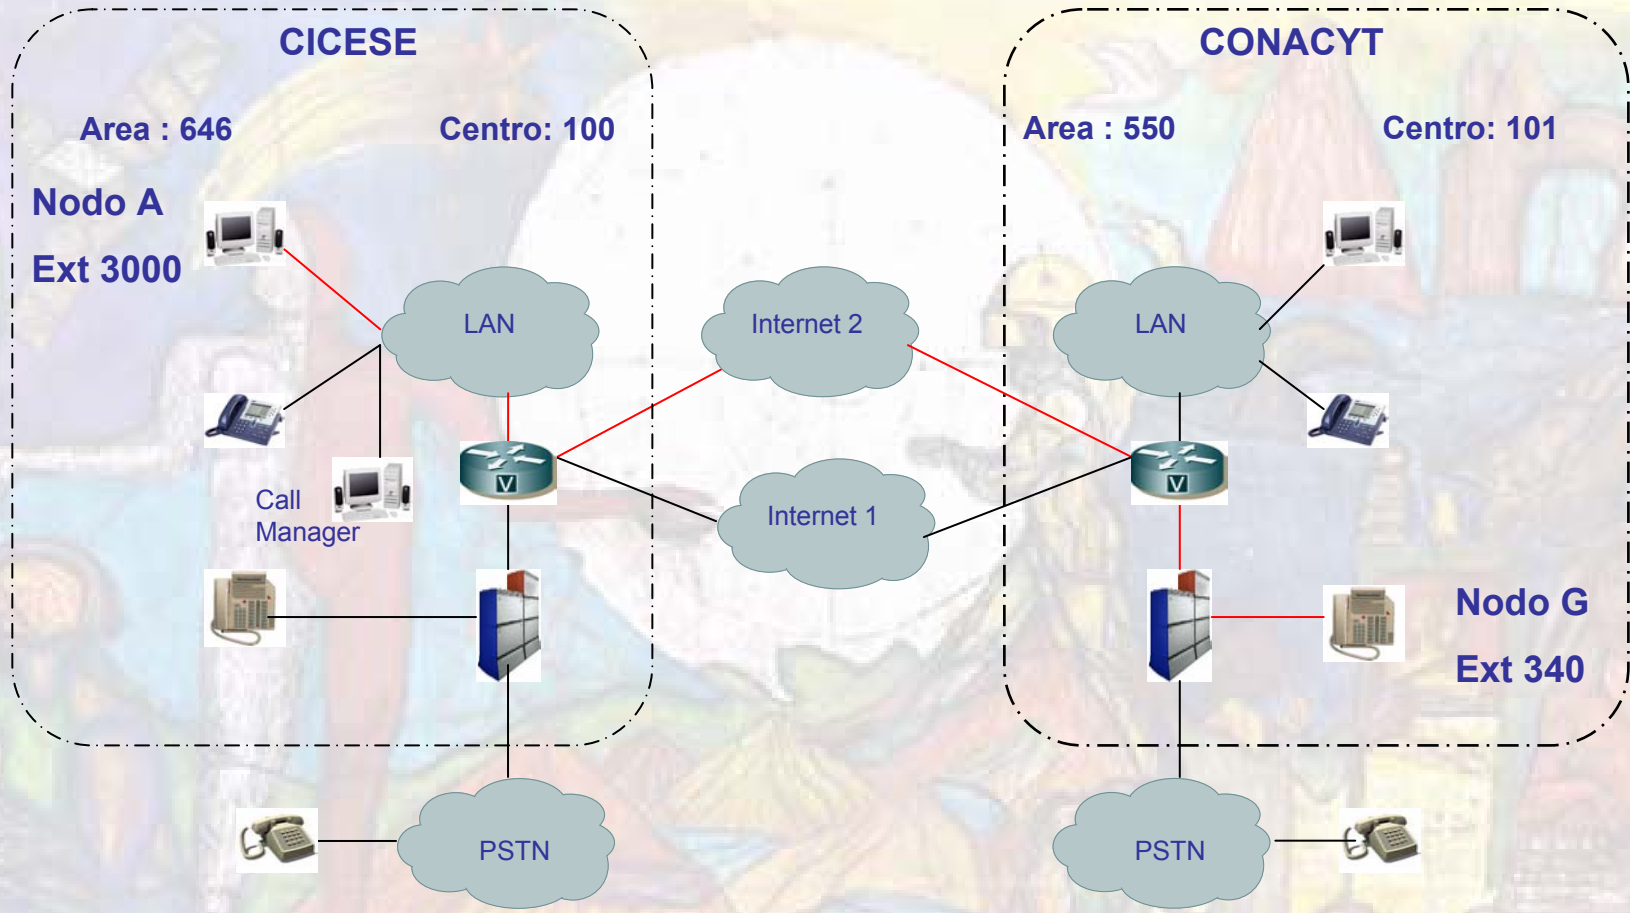 CICESE
CONACYT
Area : 646
Centro: 100
Area : 550
Centro: 101
Nodo A
Ext 3000
LAN
Internet 2
LAN
Call
Manager
V
Internet 1
V
Nodo G
Ext 340
PSTN
PSTN